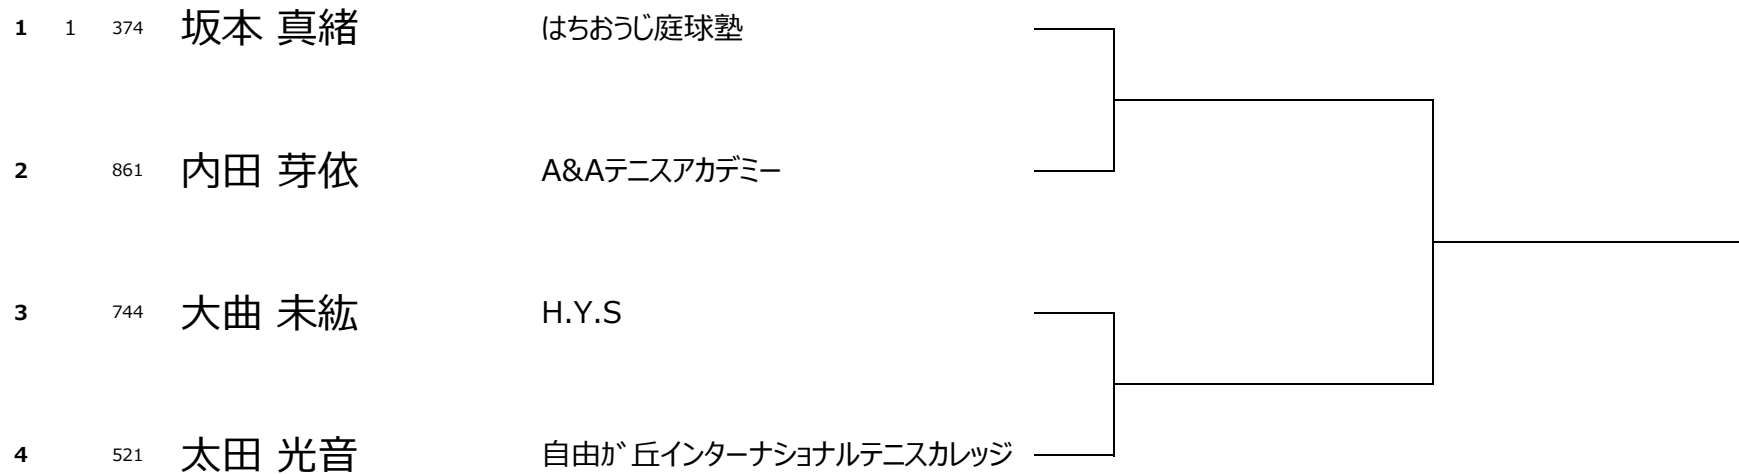 1 1 374 坂本 真緒 はちおうじ庭球塾
2 861 内田 芽依 A&Aテニスアカデミー
3 744 大曲 未紘 H.Y.S
4 521 太田 光音 自由が丘インターナショナルテニスカレッジ